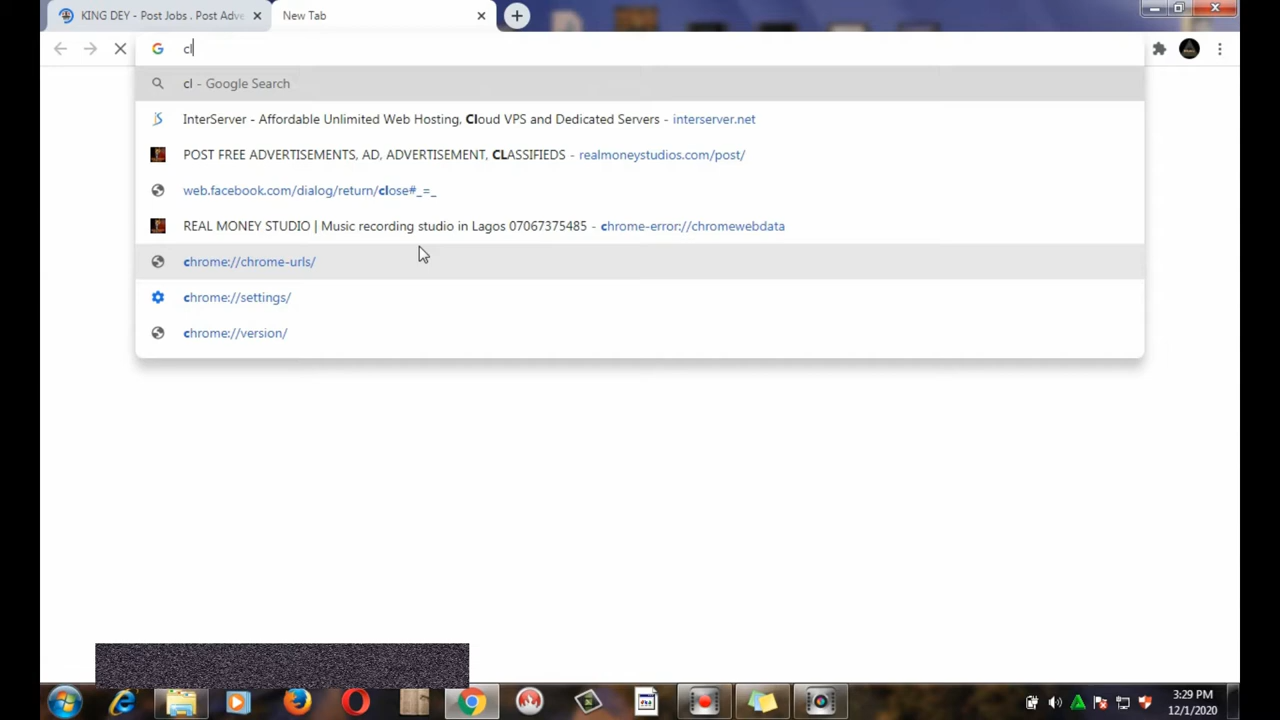 KING DEY - Post Jobs . Post Adve
New Tab
cl
cl - Google Search
InterServer - Affordable Unlimited Web Hosting, Cloud VPS and Dedicated Servers - interserver.net
POST FREE ADVERTISEMENTS, AD, ADVERTISEMENT, CLASSIFIEDS - realmoneystudios.com/post/
web.facebook.com/dialog/return/close#_=_
REAL MONEY STUDIO | Music recording studio in Lagos 07067375485 - chrome-error://chromewebdata
chrome://chrome-urls/
chrome://settings/
chrome://version/
3:29 PM
12/1/2020